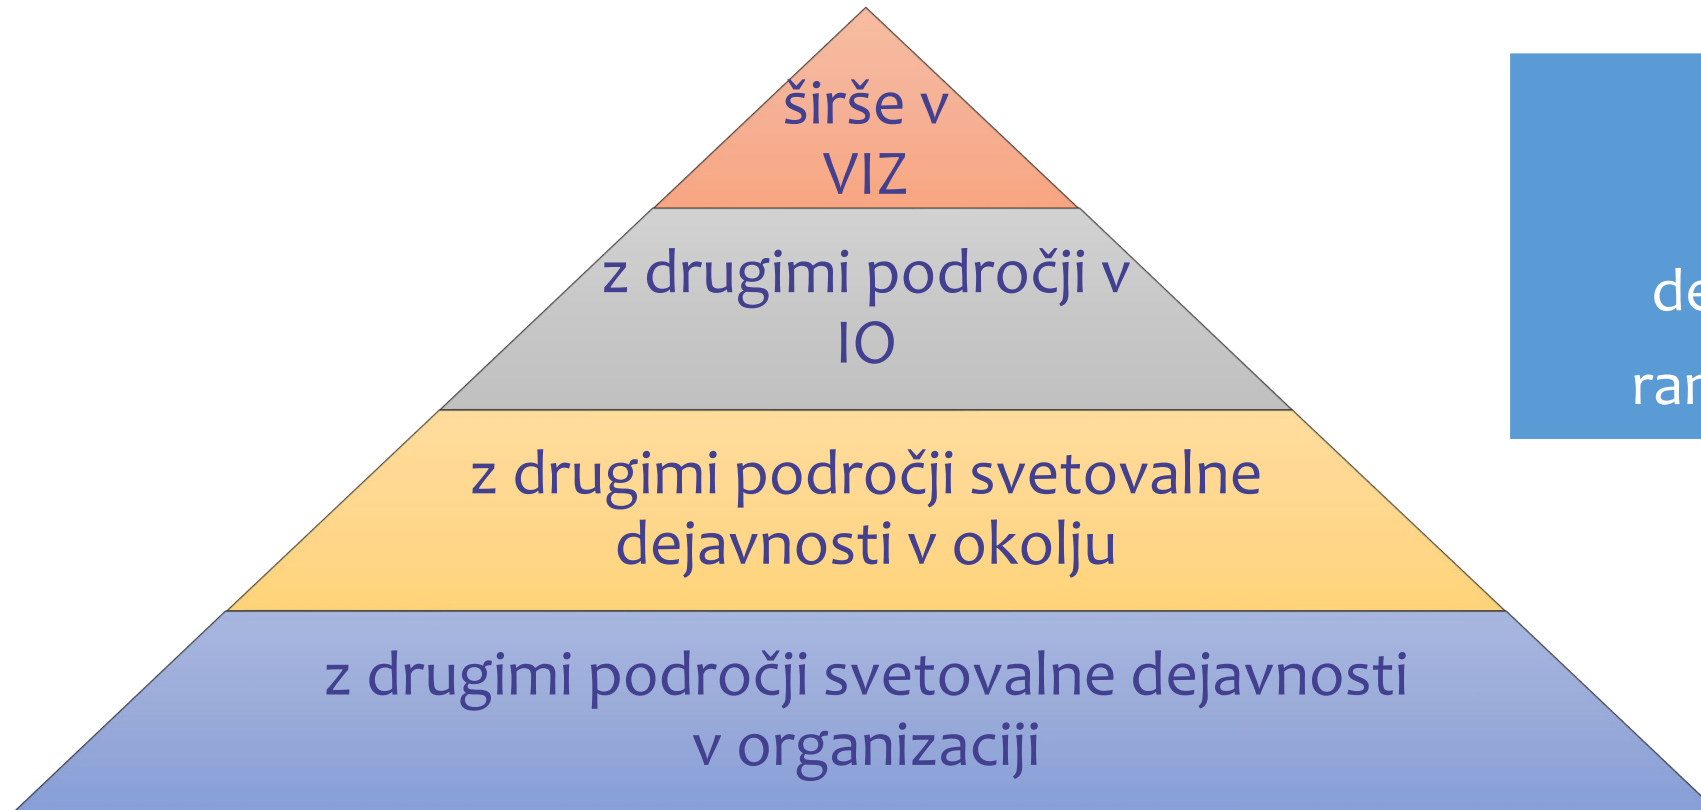 širše v
VIZ
z drugimi področji v
IO
z drugimi področji svetovalne
dejavnosti v okolju
z drugimi področji svetovalne dejavnosti
v organizaciji